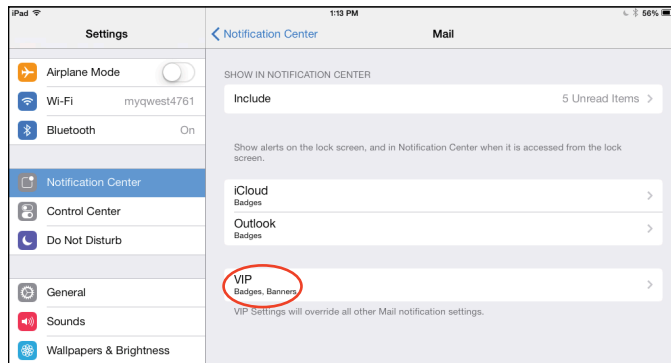 iPad
1:13 PM
56%
Settings
Notification Center
Mail
Airplane Mode
Wi-Fi
myqwest4761
Bluetooth
On
Notification Center
Control Center
Do Not Disturb
General
Sounds
Wallpapers & Brightness
SHOW IN NOTIFICATION CENTER
Include
5 Unread Items
Show alerts on the lock screen, and in Notification Center when it is accessed from the lock
screen.
iCloud
Badges
Outlook
Badges
VIP
Badges, Banners
VIP Settings will override all other Mail notification settings.